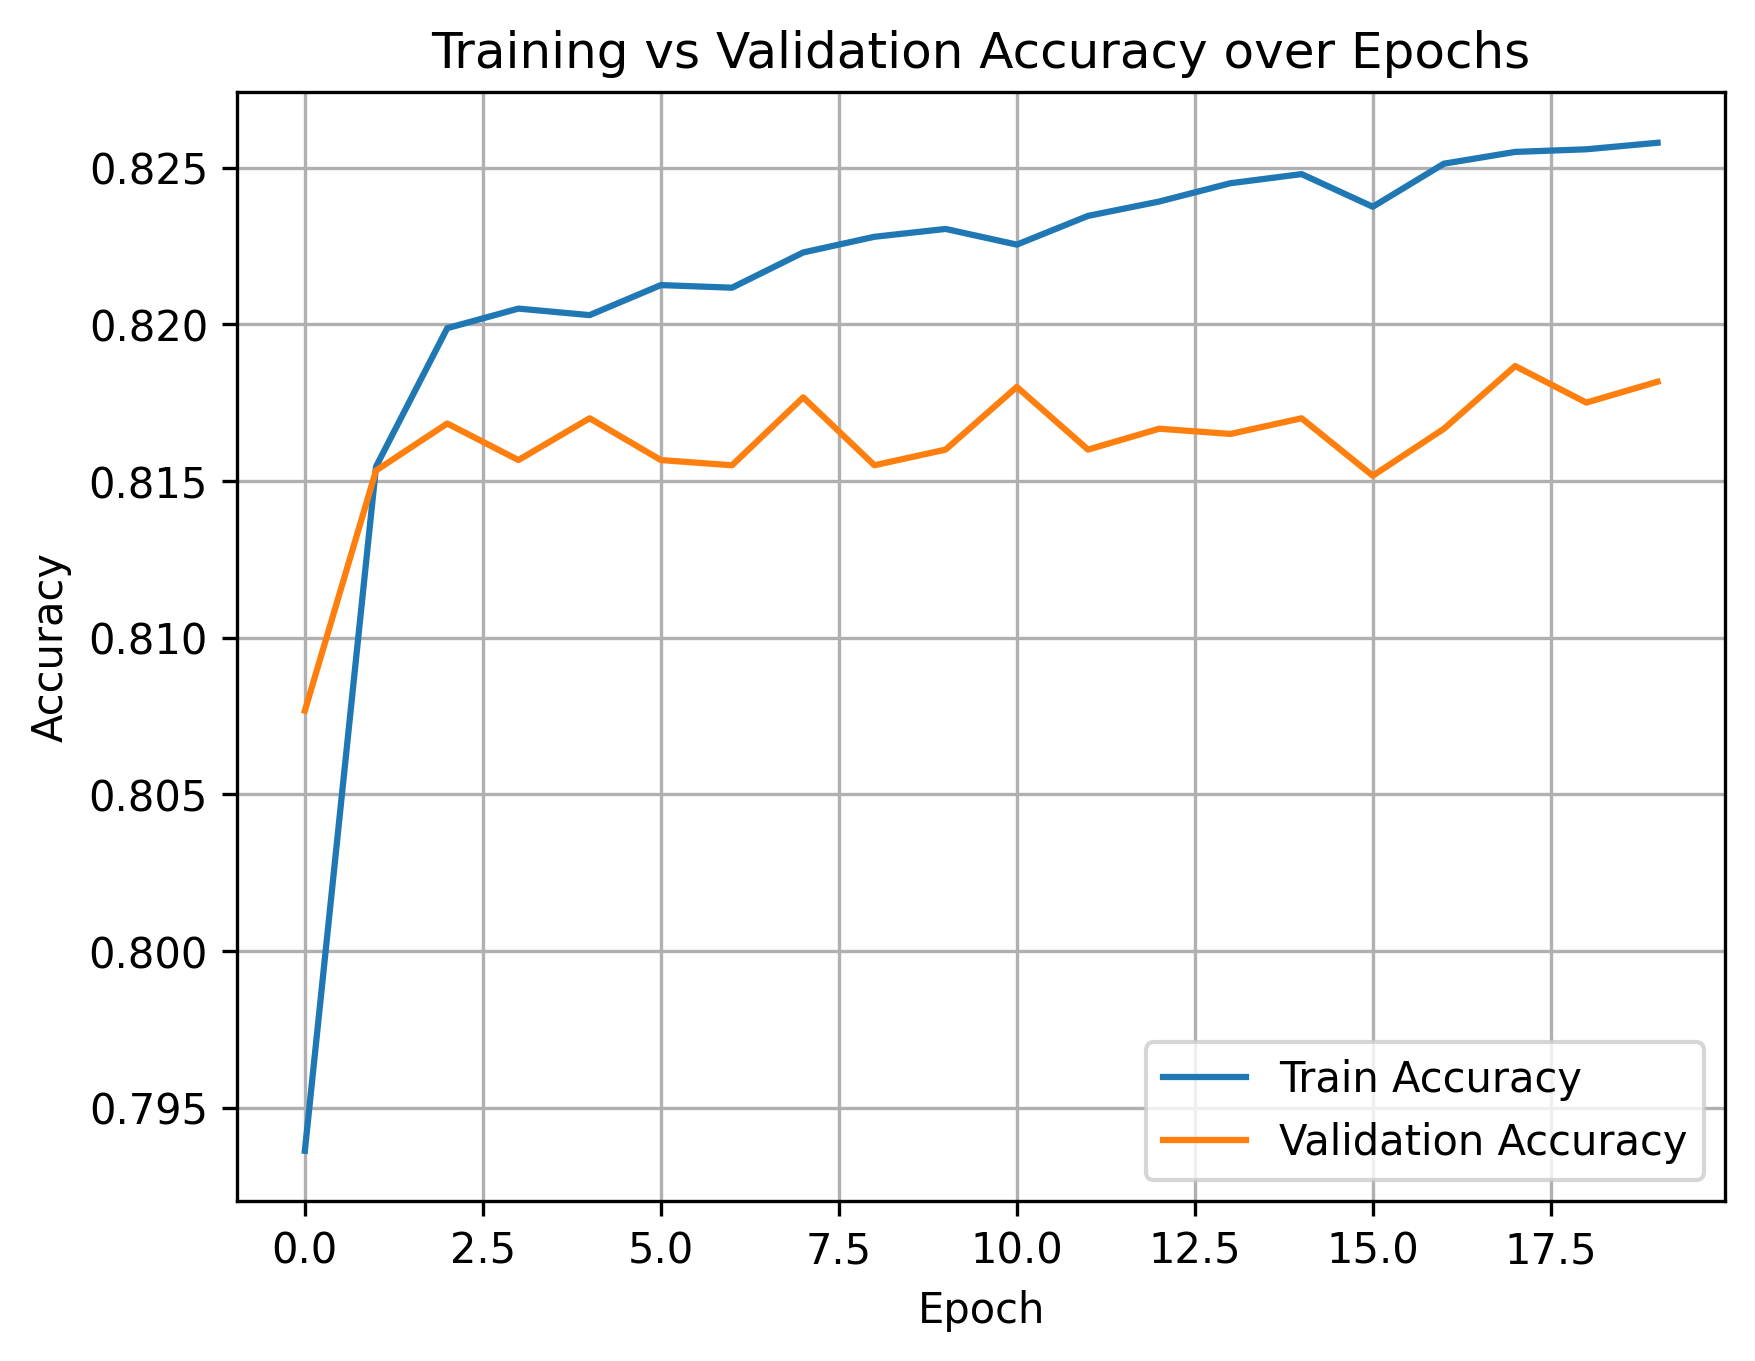 Training vs Validation Accuracy over Epochs
Accuracy
0.825
0.820
0.815
0.810
0.805
0.800
0.795
Train Accuracy
Validation Accuracy
0.0 2.5 5.0 7.5 10.0 12.5 15.0 17.5
Epoch